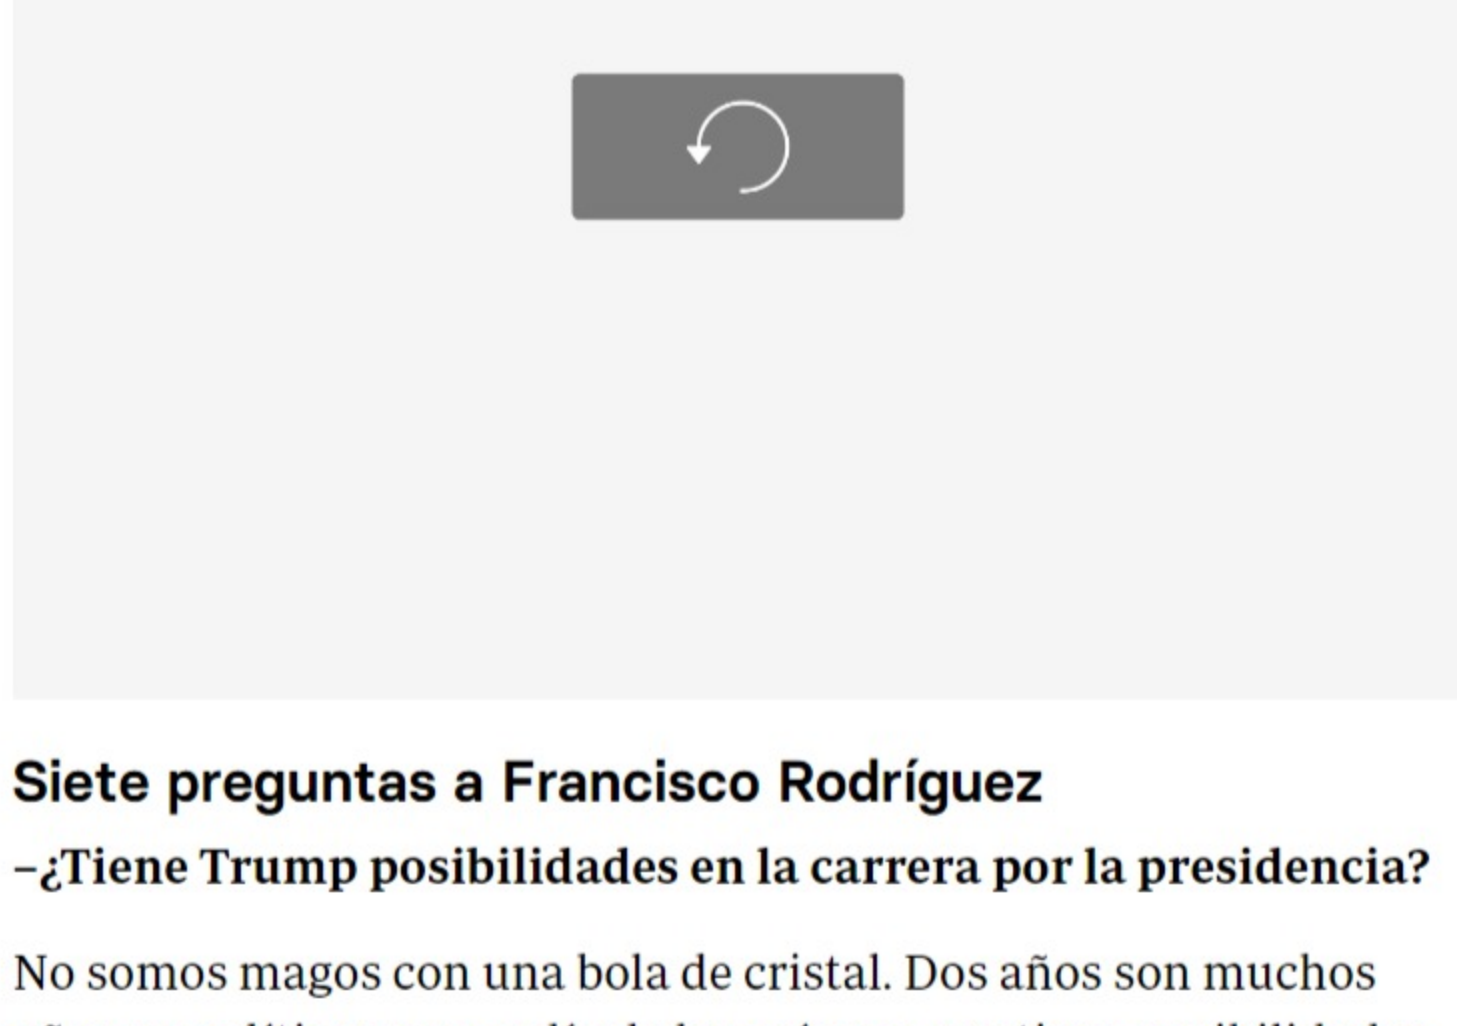 Siete preguntas a Francisco Rodríguez
–¿Tiene Trump posibilidades en la carrera por la presidencia?
No somos magos con una bola de cristal. Dos años son muchos